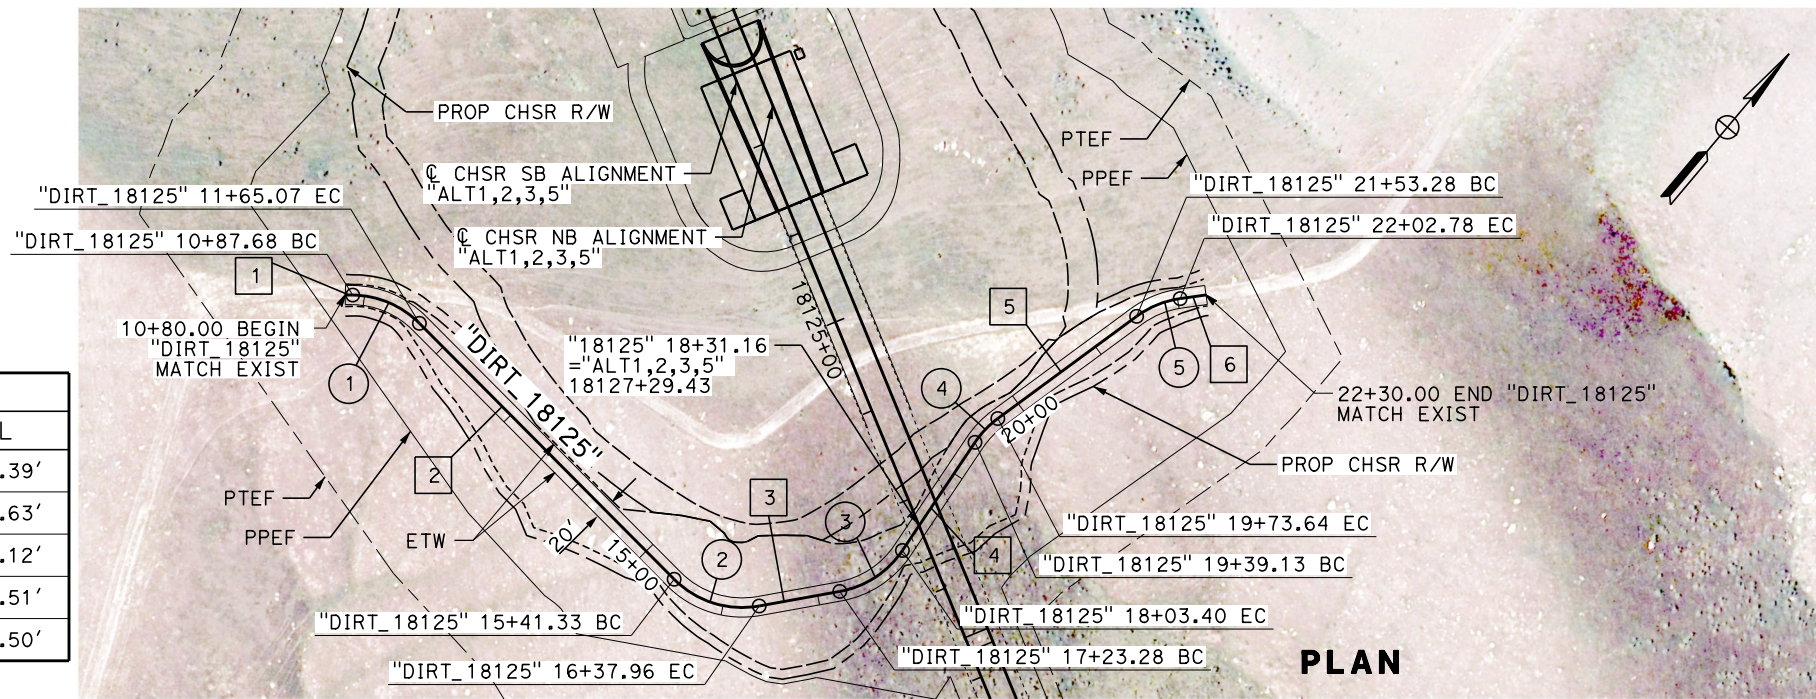 PROP CHSR R/W
℄ CHSR SB ALIGNMENT
"ALT1,2,3,5"
℄ CHSR NB ALIGNMENT
"ALT1,2,3,5"
PTEF
PPEF
"DIRT_18125" 11+65.07 EC
"DIRT_18125" 10+87.68 BC
"DIRT_18125" 21+53.28 BC
"DIRT_18125" 22+02.78 EC
1
10+80.00 BEGIN
"DIRT_18125"
MATCH EXIST
1
"DIRT_18125"
"18125" 18+31.16
="ALT1,2,3,5"
18127+29.43
18125+00
5
4
5
6
20+00
22+30.00 END "DIRT_18125"
MATCH EXIST
PROP CHSR R/W
L
.39'
.63'
.12'
.51'
.50'
2
PTEF
PPEF
ETW
20'
15+00
3
3
2
4
"DIRT_18125" 19+73.64 EC
"DIRT_18125" 19+39.13 BC
"DIRT_18125" 15+41.33 BC
"DIRT_18125" 18+03.40 EC
"DIRT_18125" 16+37.96 EC
"DIRT_18125" 17+23.28 BC
PLAN